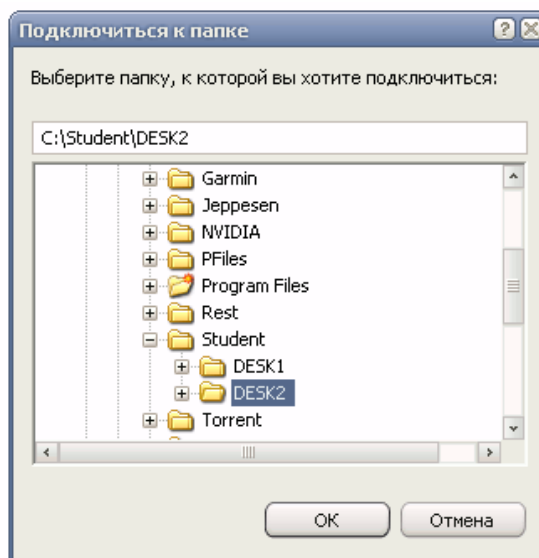 Подключиться к папке
Выберите папку, к которой вы хотите подключиться:
C:\Student\DESK2
Garmin
Jeppesen
NVIDIA
PFiles
Program Files
Rest
Student
DESK1
DESK2
Torrent
ОК
Отмена